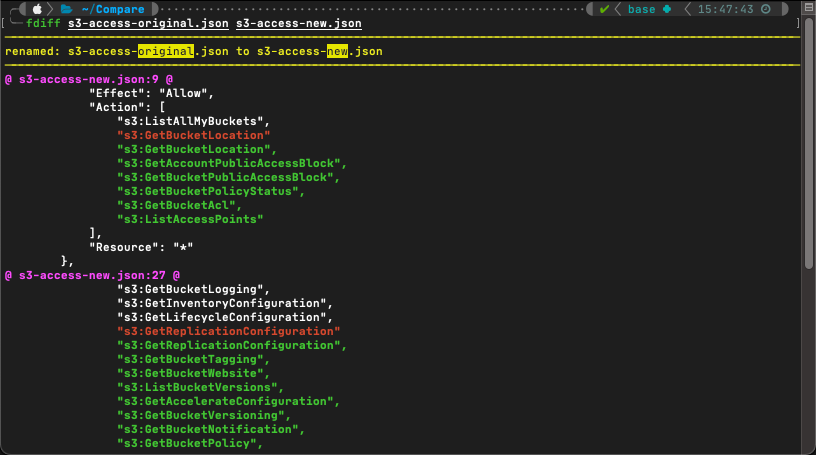 ~/Compare base 15:47:43
fdiff s3-access-original.json s3-access-new.json
renamed: s3-access-original.json to s3-access-new.json
@ s3-access-new.json:9 @
"Effect": "Allow",
"Action": [
"s3:ListAllMyBuckets",
"s3:GetBucketLocation"
"s3:GetBucketLocation",
"s3:GetAccountPublicAccessBlock",
"s3:GetBucketPublicAccessBlock",
"s3:GetBucketPolicyStatus",
"s3:GetBucketAcl",
"s3:ListAccessPoints"
],
"Resource": "*"
},
@ s3-access-new.json:27 @
"s3:GetBucketLogging",
"s3:GetInventoryConfiguration",
"s3:GetLifecycleConfiguration",
"s3:GetReplicationConfiguration"
"s3:GetReplicationConfiguration",
"s3:GetBucketTagging",
"s3:GetBucketWebsite",
"s3:ListBucketVersions",
"s3:GetAccelerateConfiguration",
"s3:GetBucketVersioning",
"s3:GetBucketNotification",
"s3:GetBucketPolicy",